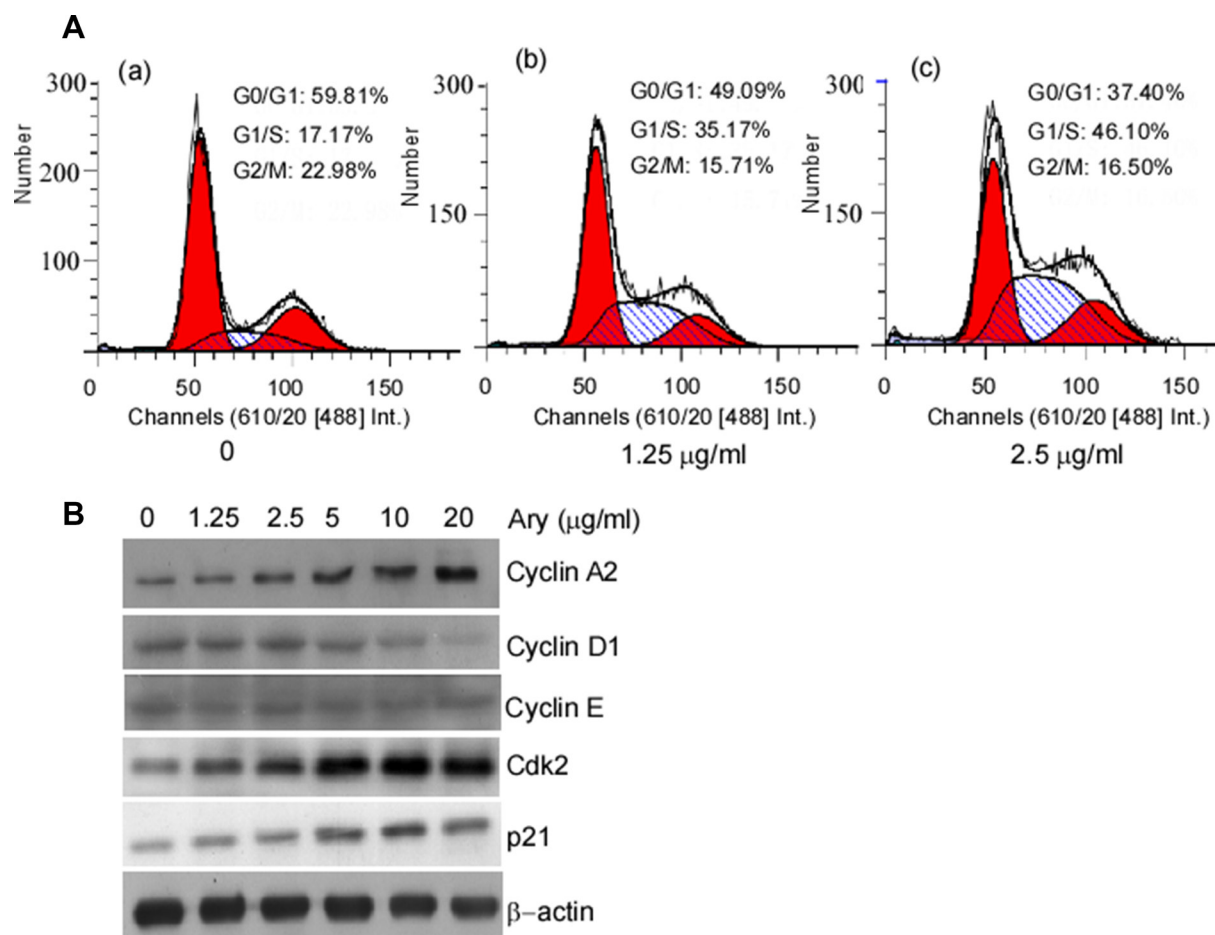 A
(a)
G0/G1: 59.81%
G1/S: 17.17%
G2/M: 22.98%
Number
300
200
100
0
0 50 100 150
Channels (610/20 [488] Int.)
0
(b)
G0/G1: 49.09%
G1/S: 35.17%
G2/M: 15.71%
Number
300
150
0 50 100 150
Channels (610/20 [488] Int.)
1.25 μg/ml
(c)
G0/G1: 37.40%
G1/S: 46.10%
G2/M: 16.50%
Number
300
150
0 50 100 150
Channels (610/20 [488] Int.)
2.5 μg/ml
B
0 1.25 2.5 5 10 20 Ary (μg/ml)
Cyclin A2
Cyclin D1
Cyclin E
Cdk2
p21
β–actin